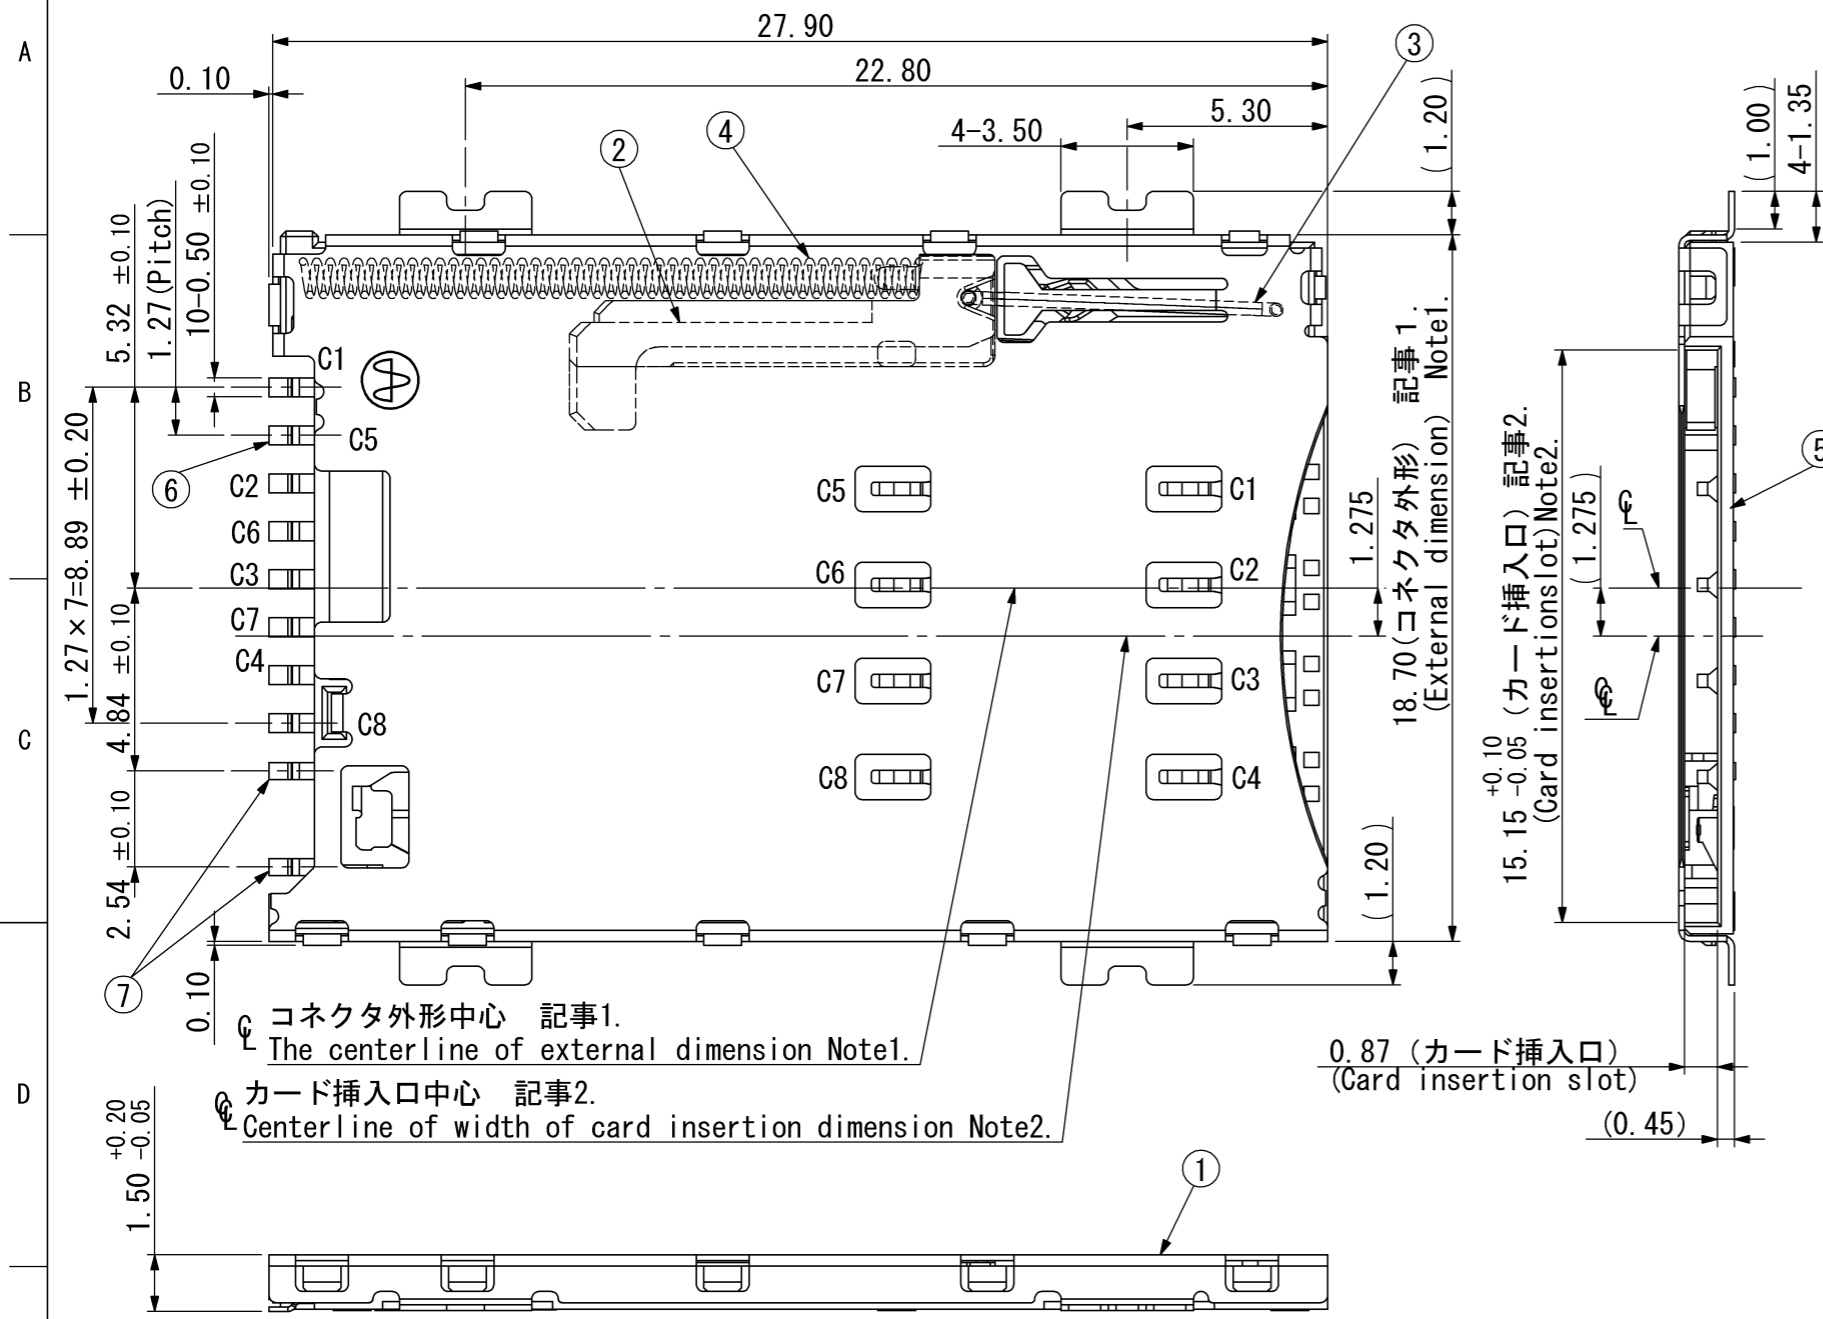 A
B
C
D
27.90
0.10
22.80
5.30
4-3.50
③
②
④
(1.20)
(1.00)
4-1.35
5.32 ±0.10
1.27(Pitch)
10-0.50 ±0.10
1.27×7=8.89 ±0.20
4.84 ±0.10
2.54 ±0.10
0.10
C1
C5
C2
C6
C3
C7
C4
C8
⑥
⑦
C5
C1
C6
C2
C7
C3
C8
C4
1.275
18.70(コネクタ外形) 記事1.
(External dimension) Note1.
(1.20)
15.15 +0.10 -0.05 (カード挿入口) 記事2.
(Card insertionslot)Note2.
(1.275)
⑤
℄ コネクタ外形中心 記事1.
The centerline of external dimension Note1.
℄ カード挿入口中心 記事2.
Centerline of width of card insertion dimension Note2.
0.87 (カード挿入口)
(Card insertion slot)
(0.45)
1.50 +0.20 -0.05
①